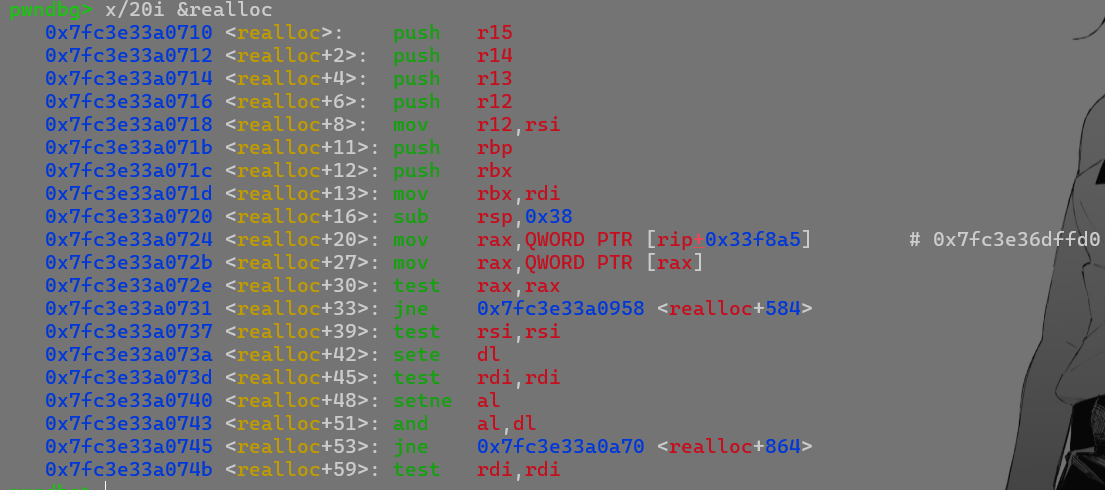 pwndbg> x/20i &realloc
0x7fc3e33a0710 <realloc>: push r15
0x7fc3e33a0712 <realloc+2>: push r14
0x7fc3e33a0714 <realloc+4>: push r13
0x7fc3e33a0716 <realloc+6>: push r12
0x7fc3e33a0718 <realloc+8>: mov r12,rsi
0x7fc3e33a071b <realloc+11>: push rbp
0x7fc3e33a071c <realloc+12>: push rbx
0x7fc3e33a071d <realloc+13>: mov rbx,rdi
0x7fc3e33a0720 <realloc+16>: sub rsp,0x38
0x7fc3e33a0724 <realloc+20>: mov rax,QWORD PTR [rip+0x33f8a5] # 0x7fc3e36dffd0
0x7fc3e33a072b <realloc+27>: mov rax,QWORD PTR [rax]
0x7fc3e33a072e <realloc+30>: test rax,rax
0x7fc3e33a0731 <realloc+33>: jne 0x7fc3e33a0958 <realloc+584>
0x7fc3e33a0737 <realloc+39>: test rsi,rsi
0x7fc3e33a073a <realloc+42>: sete dl
0x7fc3e33a073d <realloc+45>: test rdi,rdi
0x7fc3e33a0740 <realloc+48>: setne al
0x7fc3e33a0743 <realloc+51>: and al,dl
0x7fc3e33a0745 <realloc+53>: jne 0x7fc3e33a0a70 <realloc+864>
0x7fc3e33a074b <realloc+59>: test rdi,rdi